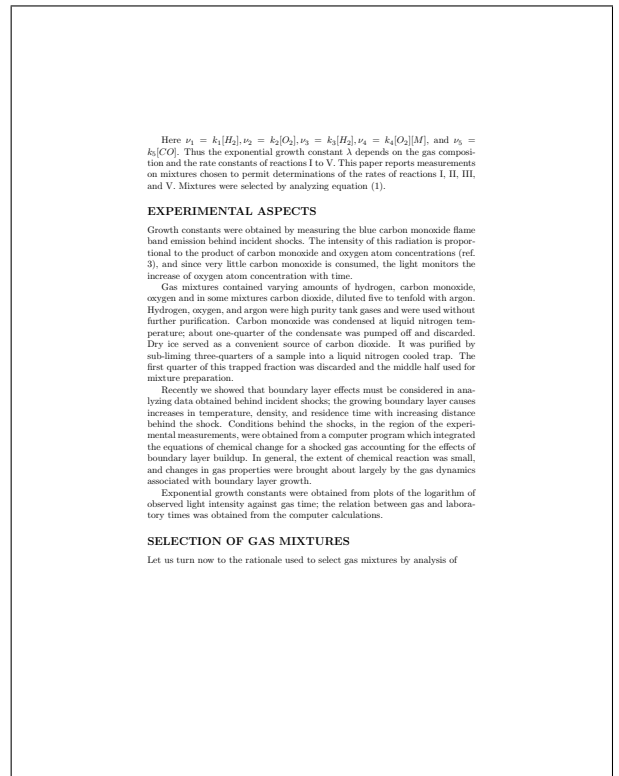 Here ν₁ = k₁[H₂], ν₂ = k₂[O₂], ν₃ = k₃[H₂], ν₄ = k₄[O₂][M], and ν₅ =
k₅[CO]. Thus the exponential growth constant λ depends on the gas composi-
tion and the rate constants of reactions I to V. This paper reports measurements
on mixtures chosen to permit determinations of the rates of reactions I, II, III,
and V. Mixtures were selected by analyzing equation (1).
EXPERIMENTAL ASPECTS
Growth constants were obtained by measuring the blue carbon monoxide flame
band emission behind incident shocks. The intensity of this radiation is propor-
tional to the product of carbon monoxide and oxygen atom concentrations (ref.
3), and since very little carbon monoxide is consumed, the light monitors the
increase of oxygen atom concentration with time.
Gas mixtures contained varying amounts of hydrogen, carbon monoxide,
oxygen and in some mixtures carbon dioxide, diluted five to tenfold with argon.
Hydrogen, oxygen, and argon were high purity tank gases and were used without
further purification. Carbon monoxide was condensed at liquid nitrogen tem-
perature; about one-quarter of the condensate was pumped off and discarded.
Dry ice served as a convenient source of carbon dioxide. It was purified by
sub-liming three-quarters of a sample into a liquid nitrogen cooled trap. The
first quarter of this trapped fraction was discarded and the middle half used for
mixture preparation.
Recently we showed that boundary layer effects must be considered in ana-
lyzing data obtained behind incident shocks; the growing boundary layer causes
increases in temperature, density, and residence time with increasing distance
behind the shock. Conditions behind the shocks, in the region of the experi-
mental measurements, were obtained from a computer program which integrated
the equations of chemical change for a shocked gas accounting for the effects of
boundary layer buildup. In general, the extent of chemical reaction was small,
and changes in gas properties were brought about largely by the gas dynamics
associated with boundary layer growth.
Exponential growth constants were obtained from plots of the logarithm of
observed light intensity against gas time; the relation between gas and labora-
tory times was obtained from the computer calculations.
SELECTION OF GAS MIXTURES
Let us turn now to the rationale used to select gas mixtures by analysis of